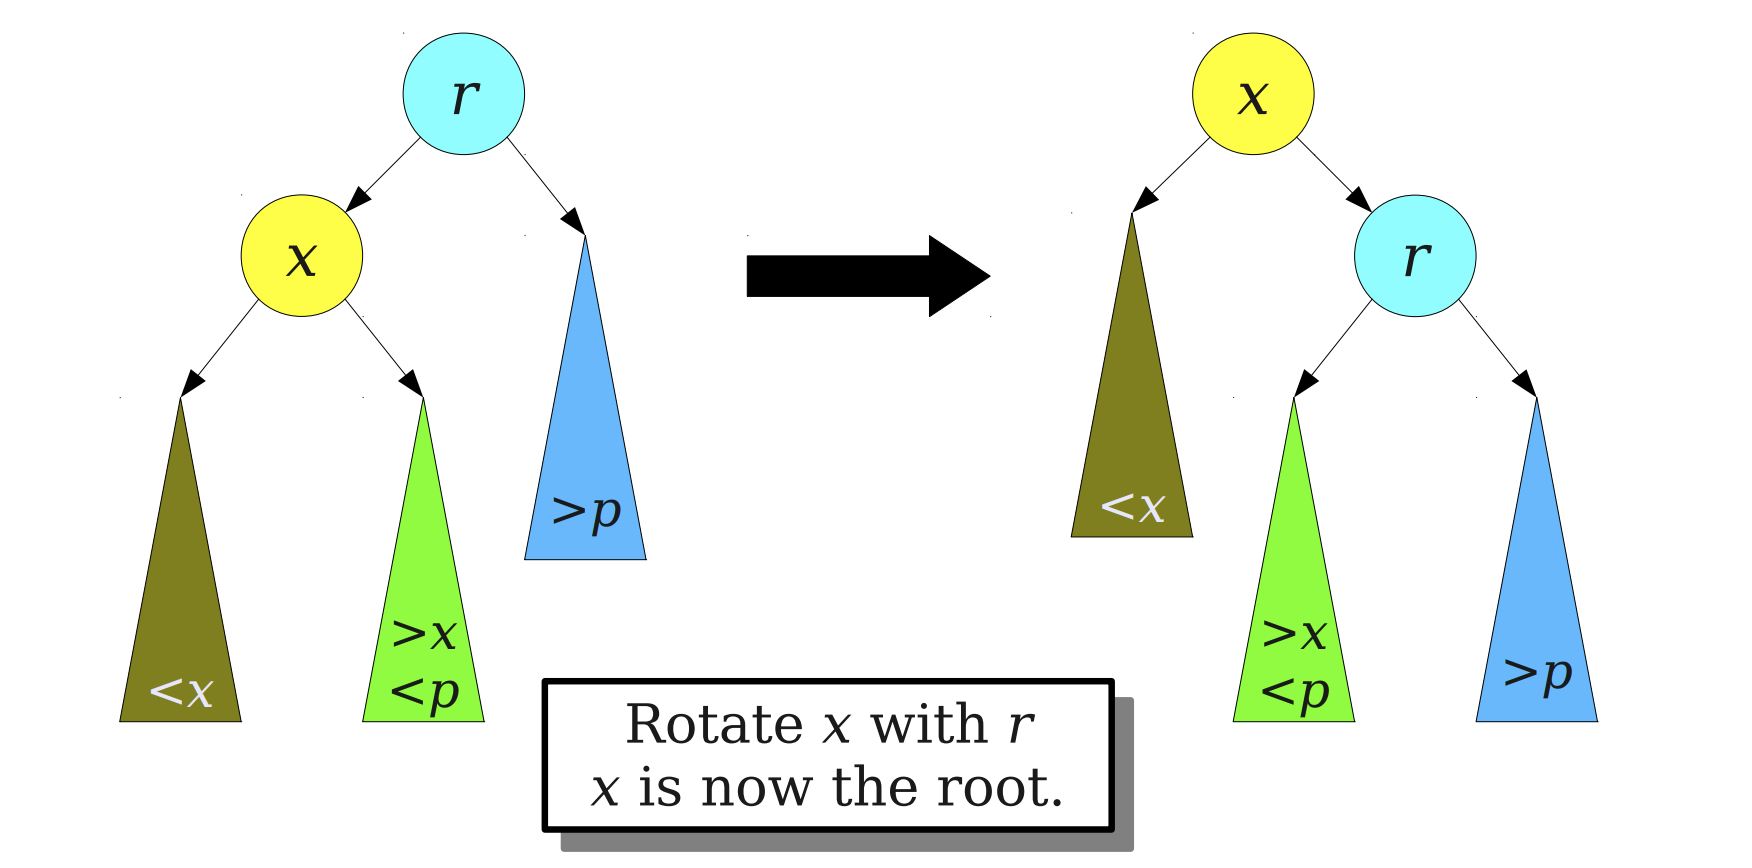 r
x
x
r
>p
<x
>x
<p
<x
>x
<p
>p
Rotate x with r
x is now the root.